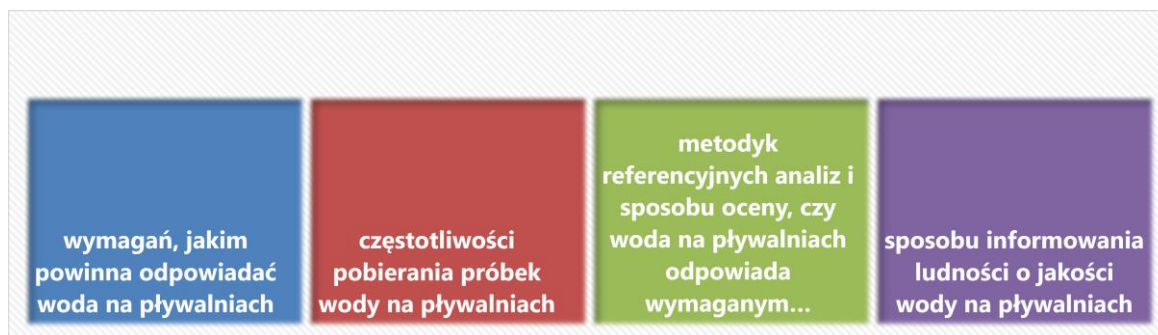 wymagań, jakim
powinna odpowiadać
woda na pływalniach
częstotliwości
pobierania próbek
wody na pływalniach
metodyk
referencyjnych analiz i
sposobu oceny, czy
woda na pływalniach
odpowiada
wymaganym...
sposobu informowania
ludności o jakości
wody na pływalniach